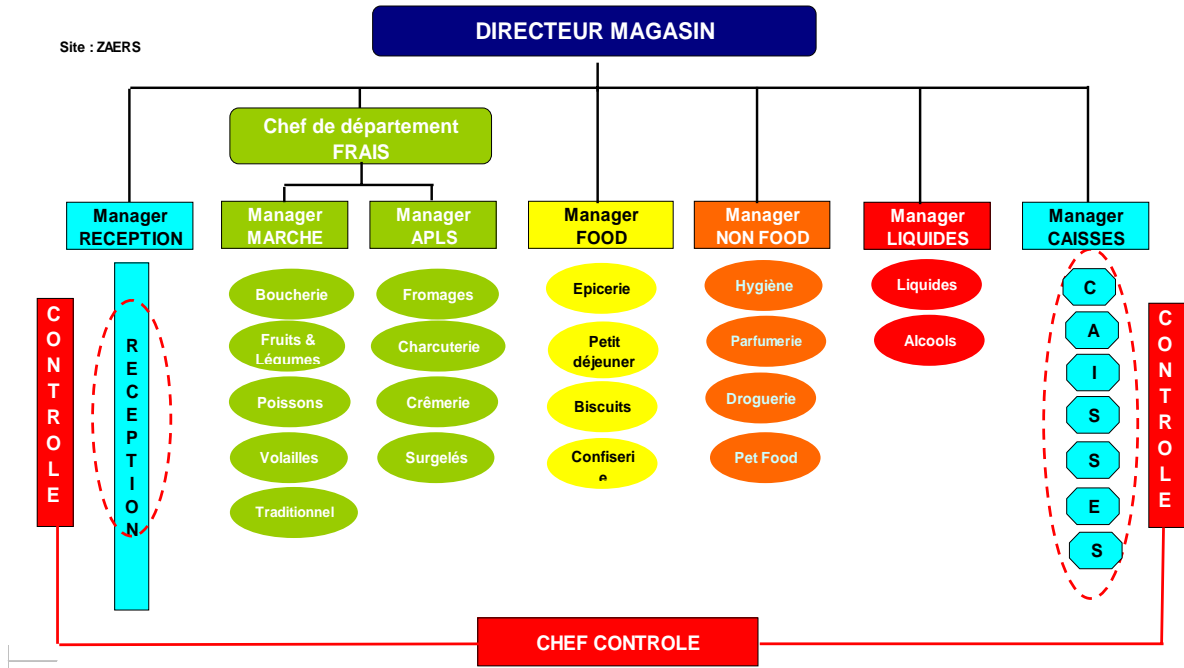 DIRECTEUR MAGASIN
Site : ZAERS
Chef de département
FRAIS
Manager
RECEPTION
Manager
MARCHE
Manager
APLS
Manager
FOOD
Manager
NON FOOD
Manager
LIQUIDES
Manager
CAISSES
CONTROLE
RECEPTION
Boucherie
Fruits &
Légumes
Poissons
Volailles
Traditionnel
Fromages
Charcuterie
Crêmerie
Surgelés
Epicerie
Petit
déjeuner
Biscuits
Confiseri
e
Hygiène
Parfumerie
Droguerie
Pet Food
Liquides
Alcools
CAISSES
CONTROLE
CHEF CONTROLE